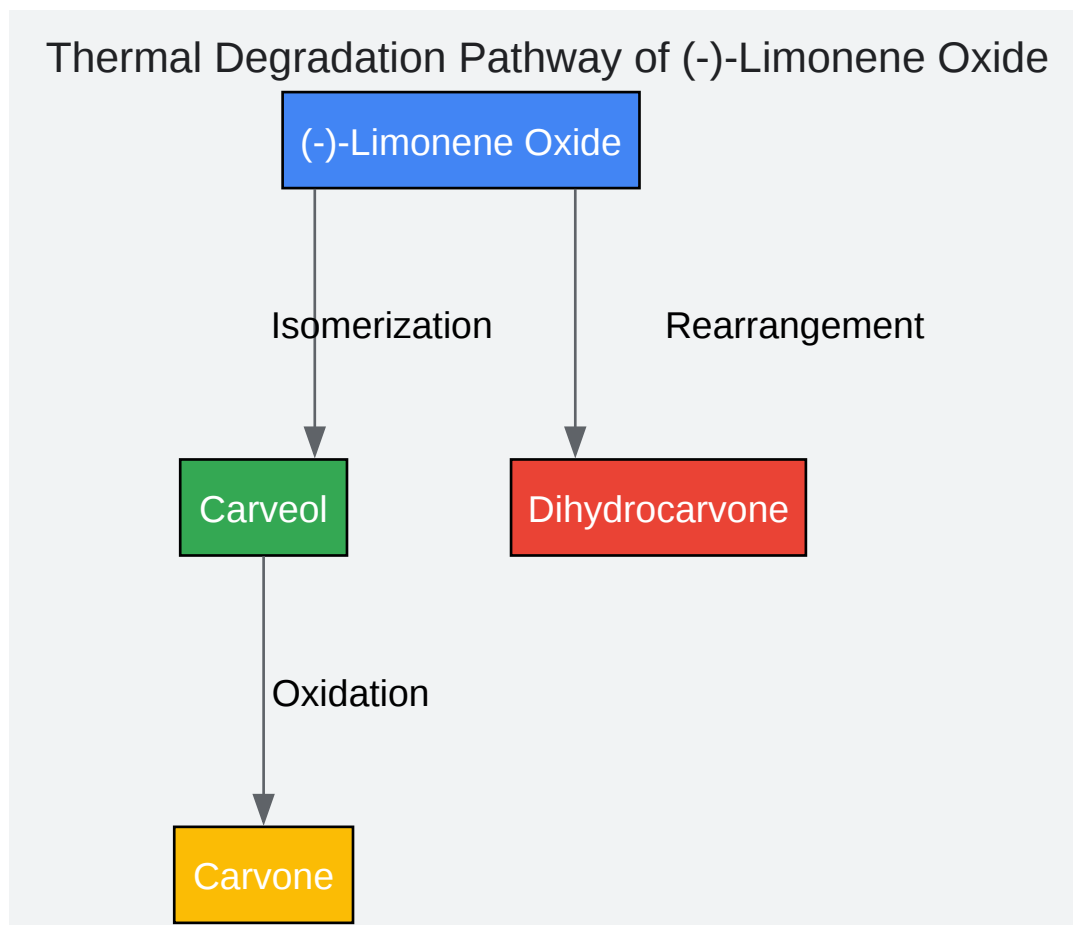 Thermal Degradation Pathway of (-)-Limonene Oxide
(-)-Limonene Oxide
Isomerization
Rearrangement
Carveol
Dihydrocarvone
Oxidation
Carvone